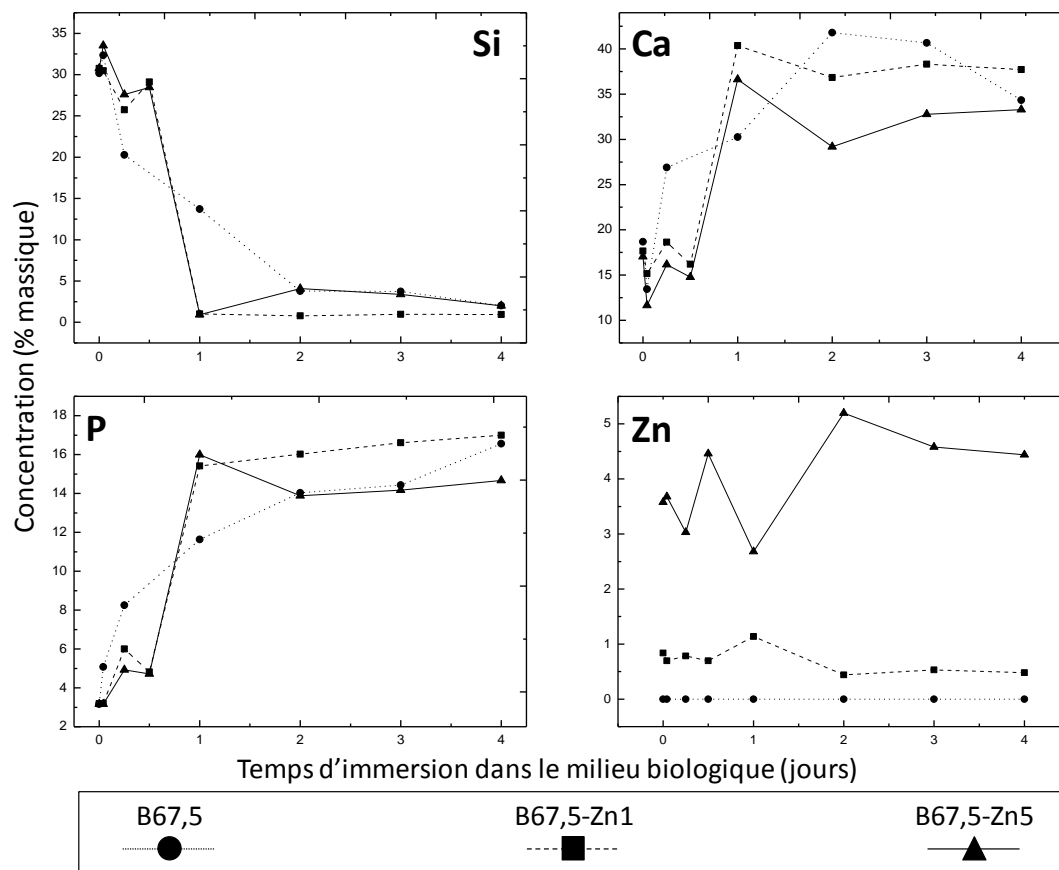 Si
35
30
25
20
15
10
5
0
0 1 2 3 4
Ca
40
35
30
25
20
15
10
0 1 2 3 4
P
18
16
14
12
10
8
6
4
2
0 1 2 3 4
Zn
5
4
3
2
1
0
0 1 2 3 4
Concentration (% massique)
Temps d'immersion dans le milieu biologique (jours)
B67,5 B67,5-Zn1 B67,5-Zn5